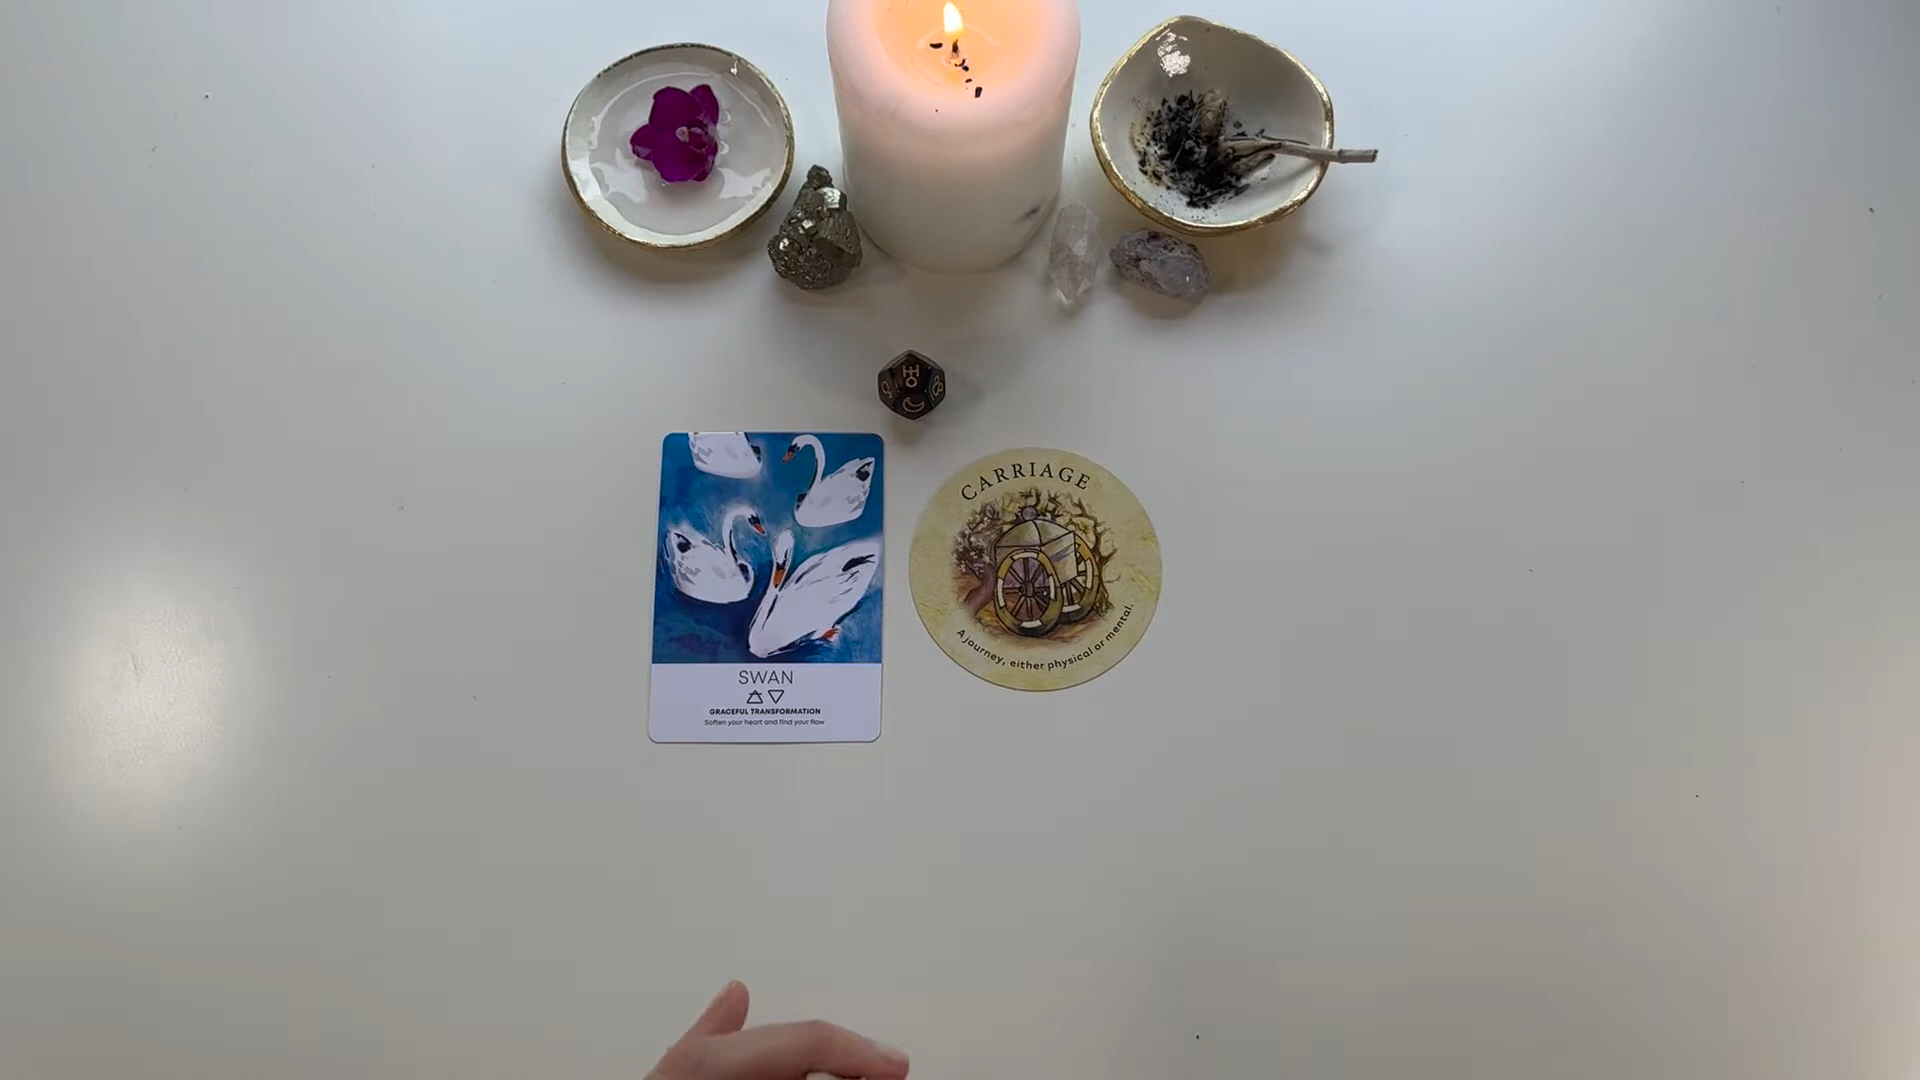 CARRIAGE
A journey, either physical or mental.
SWAN
GRACEFUL TRANSFORMATION
Soften your heart and find your flow